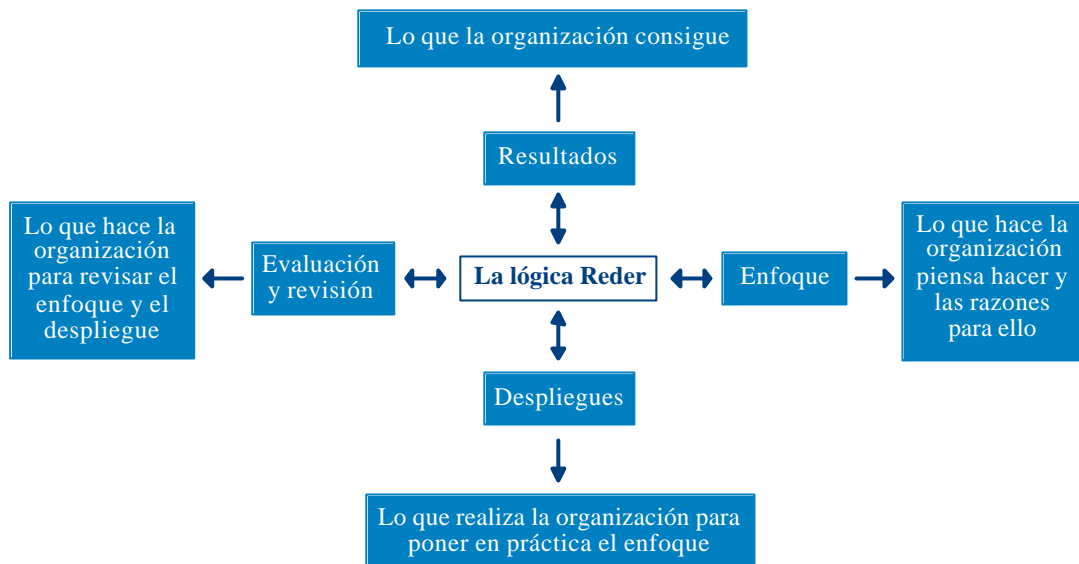 Lo que la organización consigue
Resultados
Lo que hace la
organización
para revisar el
enfoque y el
despliegue
Evaluación
y revisión
La lógica Reder
Enfoque
Lo que hace la
organización
piensa hacer y
las razones
para ello
Despliegues
Lo que realiza la organización para
poner en práctica el enfoque